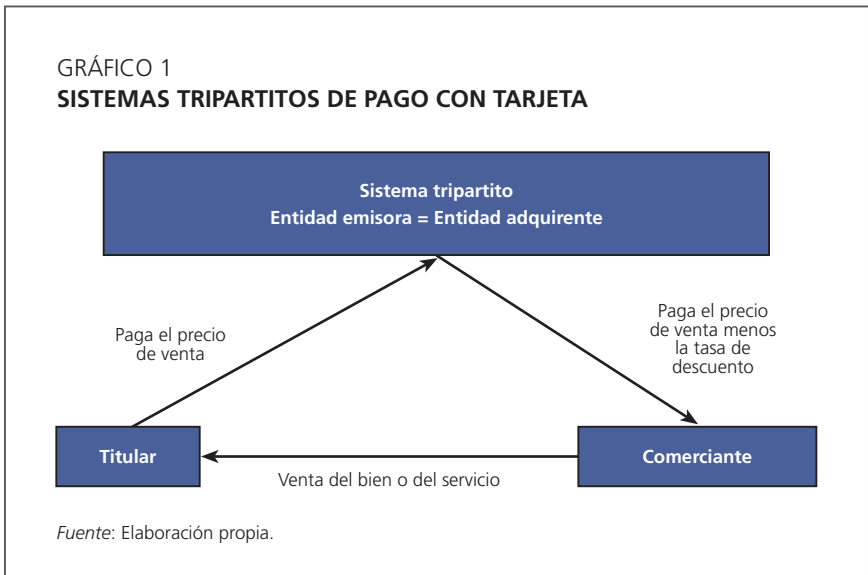 GRÁFICO 1
SISTEMAS TRIPARTITOS DE PAGO CON TARJETA
Sistema tripartito
Entidad emisora = Entidad adquirente
Paga el precio
de venta
Paga el precio
de venta menos
la tasa de
descuento
Titular
Comerciante
Venta del bien o del servicio
Fuente: Elaboración propia.